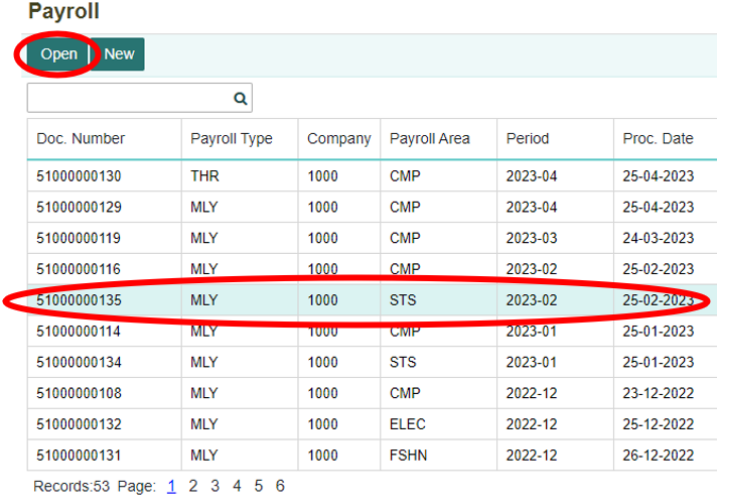 Payroll
Open New
Doc. Number Payroll Type Company Payroll Area Period Proc. Date
51000000130 THR 1000 CMP 2023-04 25-04-2023
51000000129 MLY 1000 CMP 2023-04 25-04-2023
51000000119 MLY 1000 CMP 2023-03 24-03-2023
51000000116 MLY 1000 CMP 2023-02 25-02-2023
51000000135 MLY 1000 STS 2023-02 25-02-2023
51000000114 MLY 1000 CMP 2023-01 25-01-2023
51000000134 MLY 1000 STS 2023-01 25-01-2023
51000000108 MLY 1000 CMP 2022-12 23-12-2022
51000000132 MLY 1000 ELEC 2022-12 25-12-2022
51000000131 MLY 1000 FSHN 2022-12 26-12-2022
Records:53 Page: 1 2 3 4 5 6